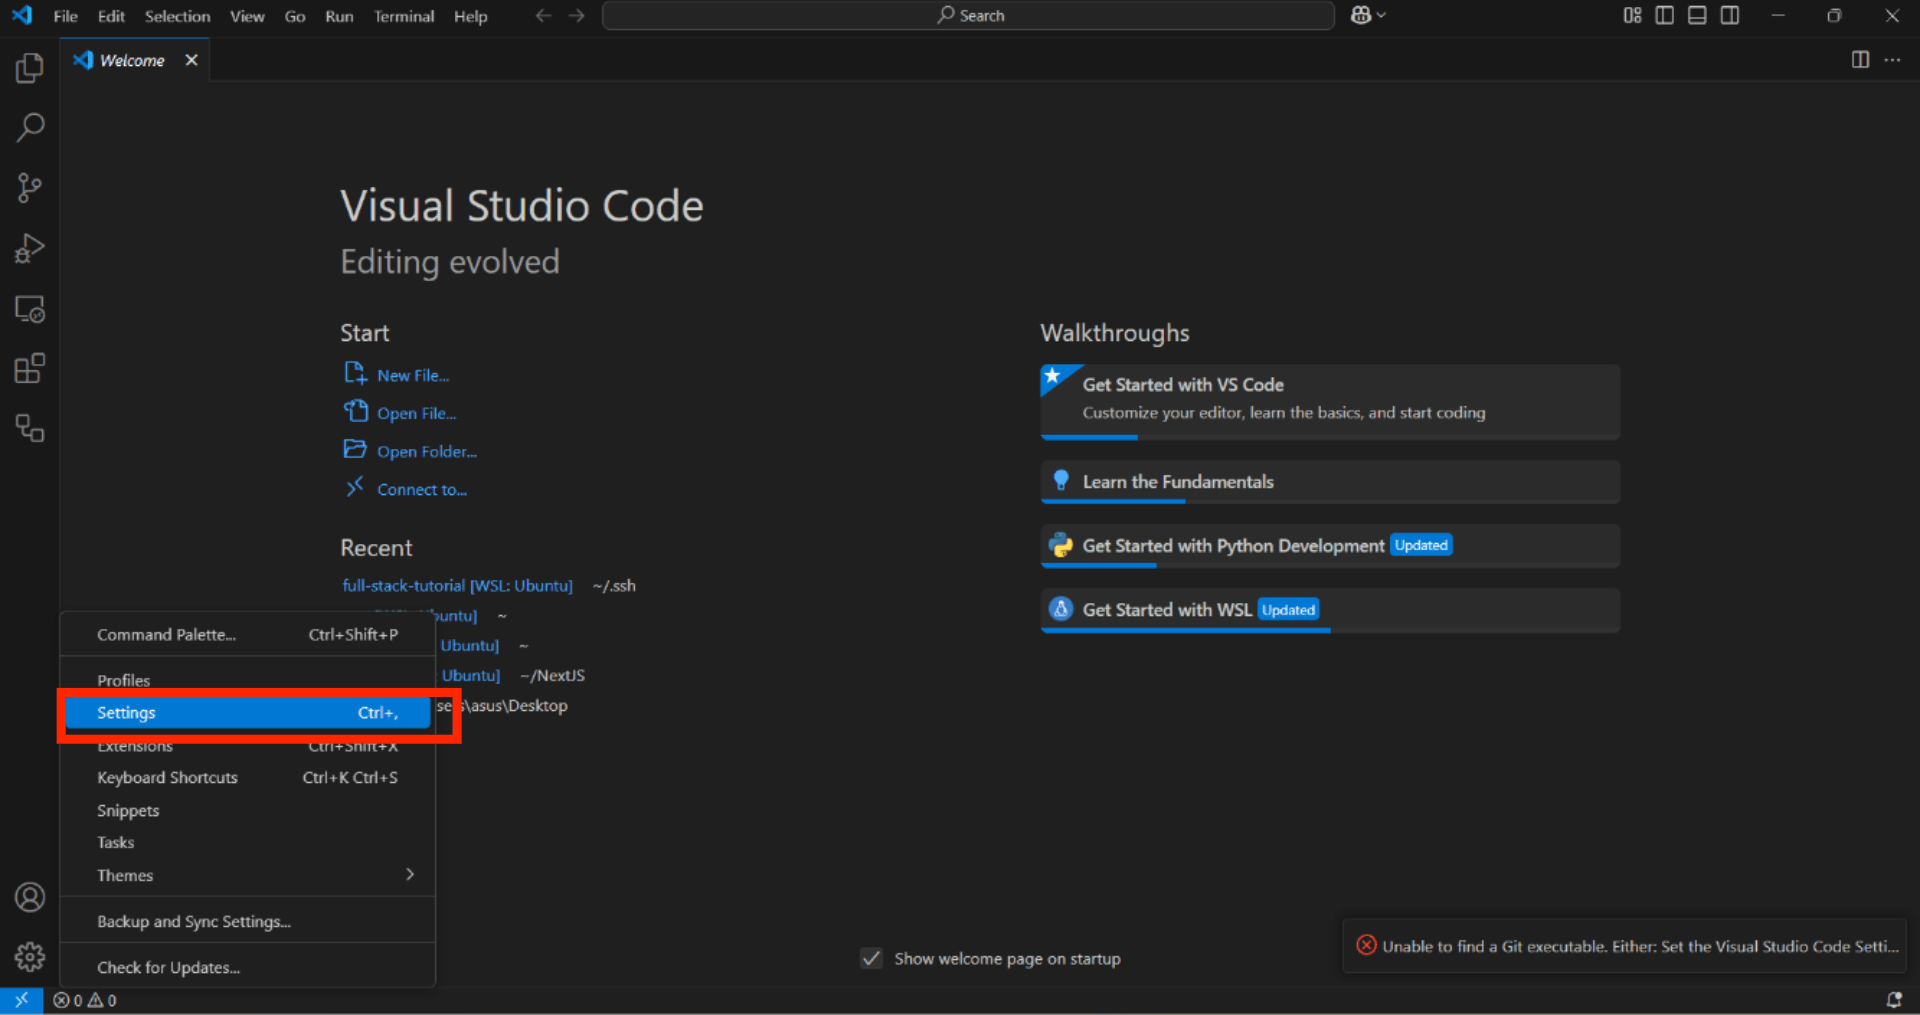 File Edit Selection View Go Run Terminal Help
Search
Welcome
Visual Studio Code
Editing evolved
Start
New File...
Open File...
Open Folder...
Connect to...
Recent
full-stack-tutorial [WSL: Ubuntu] ~/.ssh
~
Ubuntu] ~
Ubuntu] ~/NextJS
\asus\Desktop
Walkthroughs
Get Started with VS Code
Customize your editor, learn the basics, and start coding
Learn the Fundamentals
Get Started with Python Development Updated
Get Started with WSL Updated
Command Palette... Ctrl+Shift+P
Profiles
Settings Ctrl+,
Extensions Ctrl+Shift+X
Keyboard Shortcuts Ctrl+K Ctrl+S
Snippets
Tasks
Themes
Backup and Sync Settings...
Check for Updates...
Show welcome page on startup
Unable to find a Git executable. Either: Set the Visual Studio Code Setti...
0 0